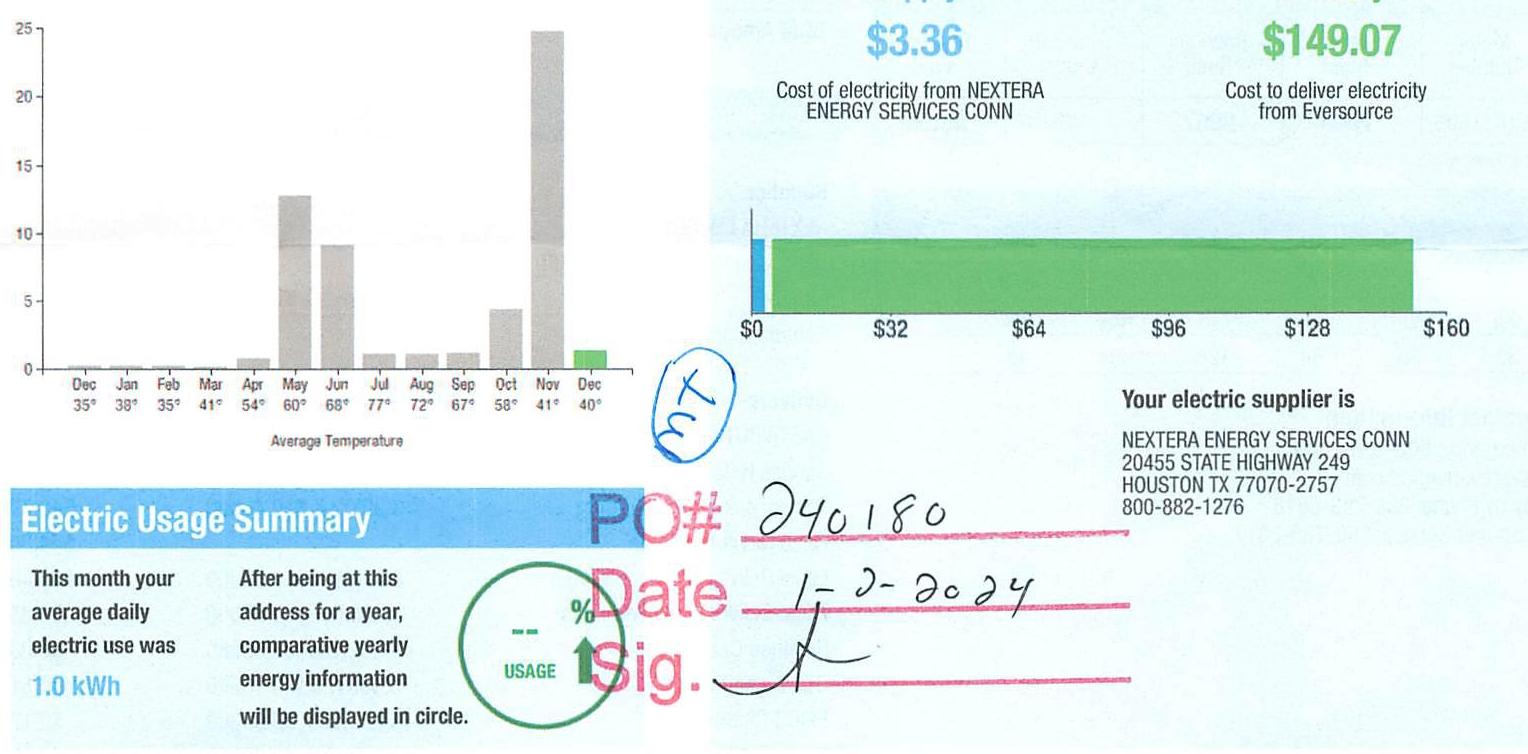 25
20
15
10
5
0
Dec Jan Feb Mar Apr May Jun Jul Aug Sep Oct Nov Dec
35° 38° 35° 41° 54° 60° 68° 77° 72° 67° 58° 41° 40°
Average Temperature
$3.36
Cost of electricity from NEXTERA
ENERGY SERVICES CONN
$149.07
Cost to deliver electricity
from Eversource
$0 $32 $64 $96 $128 $160
Your electric supplier is
NEXTERA ENERGY SERVICES CONN
20455 STATE HIGHWAY 249
HOUSTON TX 77070-2757
800-882-1276
Electric Usage Summary
This month your
average daily
electric use was
1.0 kWh
After being at this
address for a year,
comparative yearly
energy information
will be displayed in circle.
-- %
USAGE
PO# 240180
Date 1-2-2024
Sig.